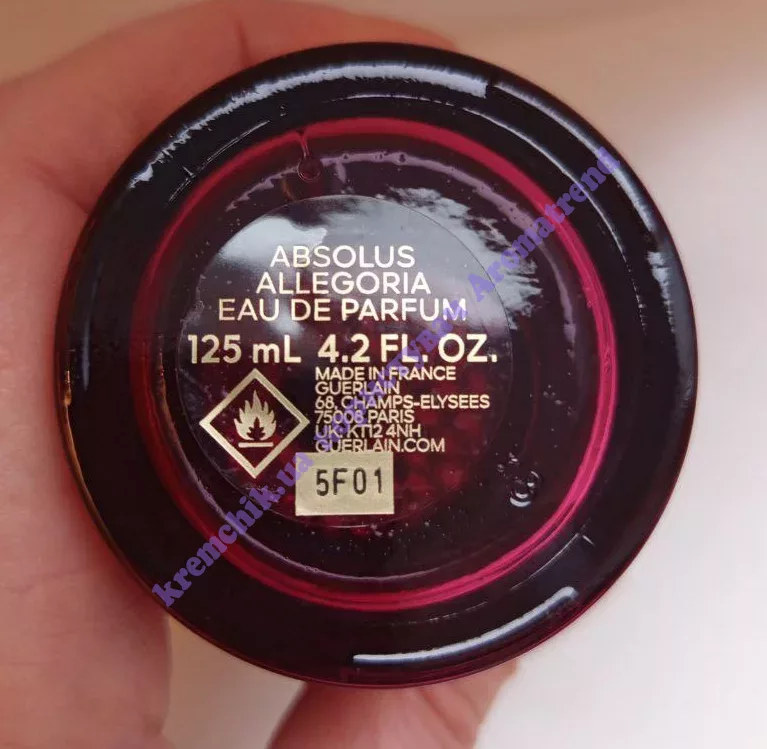 ABSOLUS
ALLEGORIA
EAU DE PARFUM
125 mL 4.2 FL. OZ.
MADE IN FRANCE
GUERLAIN
68, CHAMPS-ELYSEES
75008 PARIS
UK: KT12 4NH
GUERLAIN.COM
5F01
kremchik.ua
Aromatrend